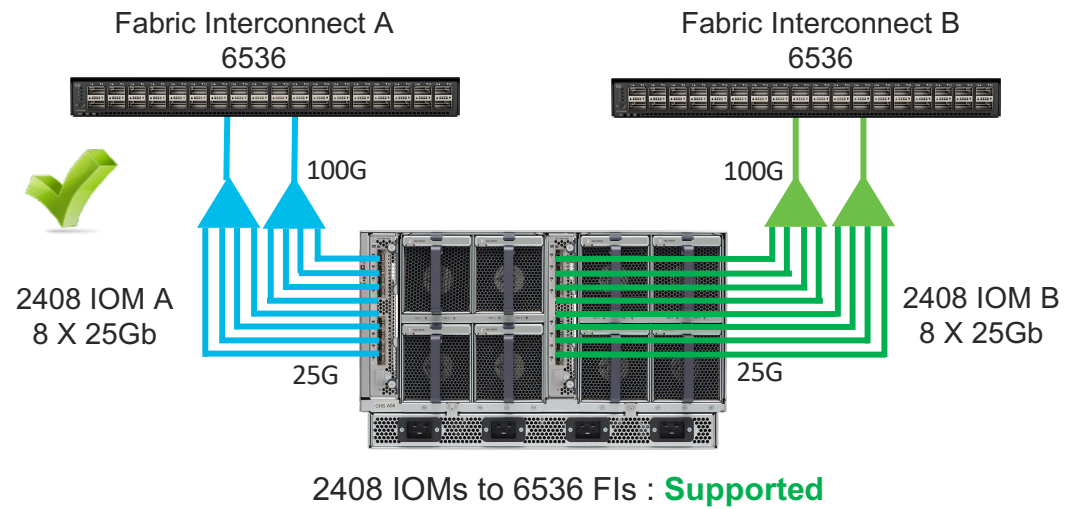 Fabric Interconnect A
6536
Fabric Interconnect B
6536
100G
100G
2408 IOM A
8 X 25Gb
2408 IOM B
8 X 25Gb
25G
25G
2408 IOMs to 6536 FIs : Supported